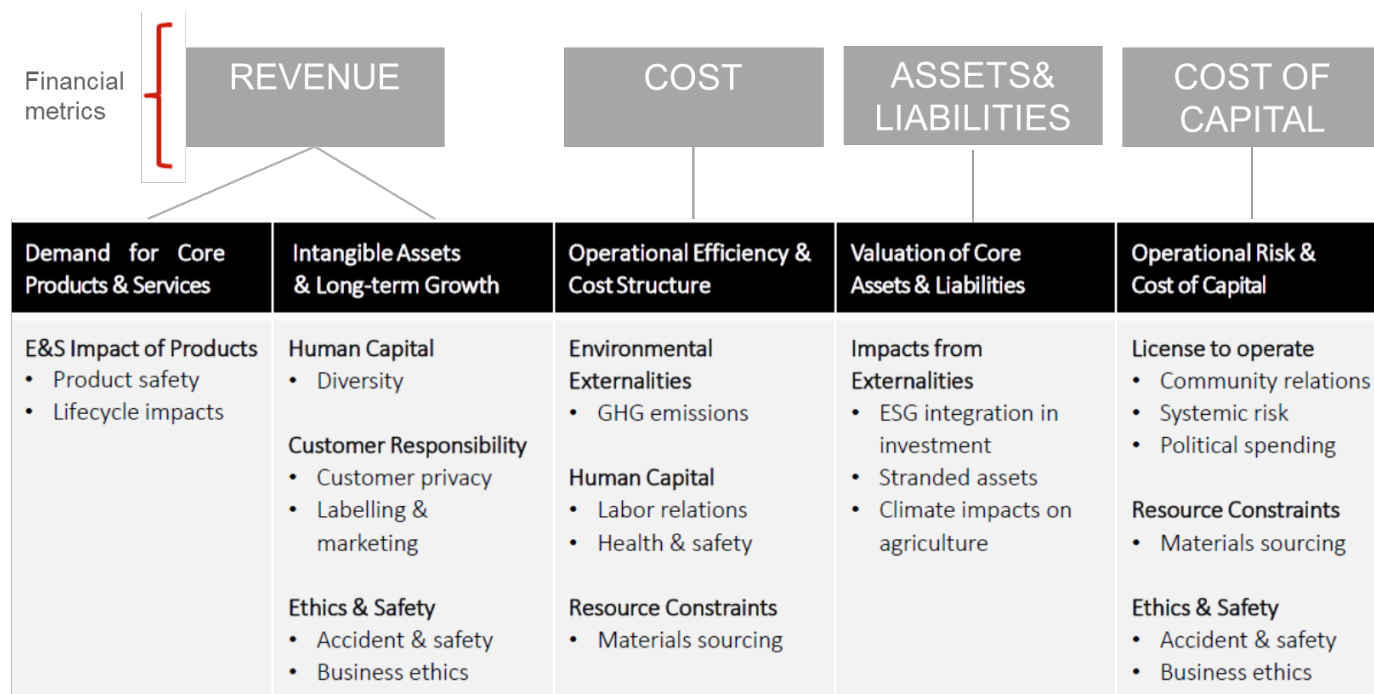 Financial
metrics
REVENUE
COST
ASSETS&
LIABILITIES
COST OF
CAPITAL
Demand for Core
Products & Services
E&S Impact of Products
• Product safety
• Lifecycle impacts
Intangible Assets
& Long-term Growth
Human Capital
• Diversity
Customer Responsibility
• Customer privacy
• Labelling &
marketing
Ethics & Safety
• Accident & safety
• Business ethics
Operational Efficiency &
Cost Structure
Environmental
Externalities
• GHG emissions
Human Capital
• Labor relations
• Health & safety
Resource Constraints
• Materials sourcing
Valuation of Core
Assets & Liabilities
Impacts from
Externalities
• ESG integration in
investment
• Stranded assets
• Climate impacts on
agriculture
Operational Risk &
Cost of Capital
License to operate
• Community relations
• Systemic risk
• Political spending
Resource Constraints
• Materials sourcing
Ethics & Safety
• Accident & safety
• Business ethics